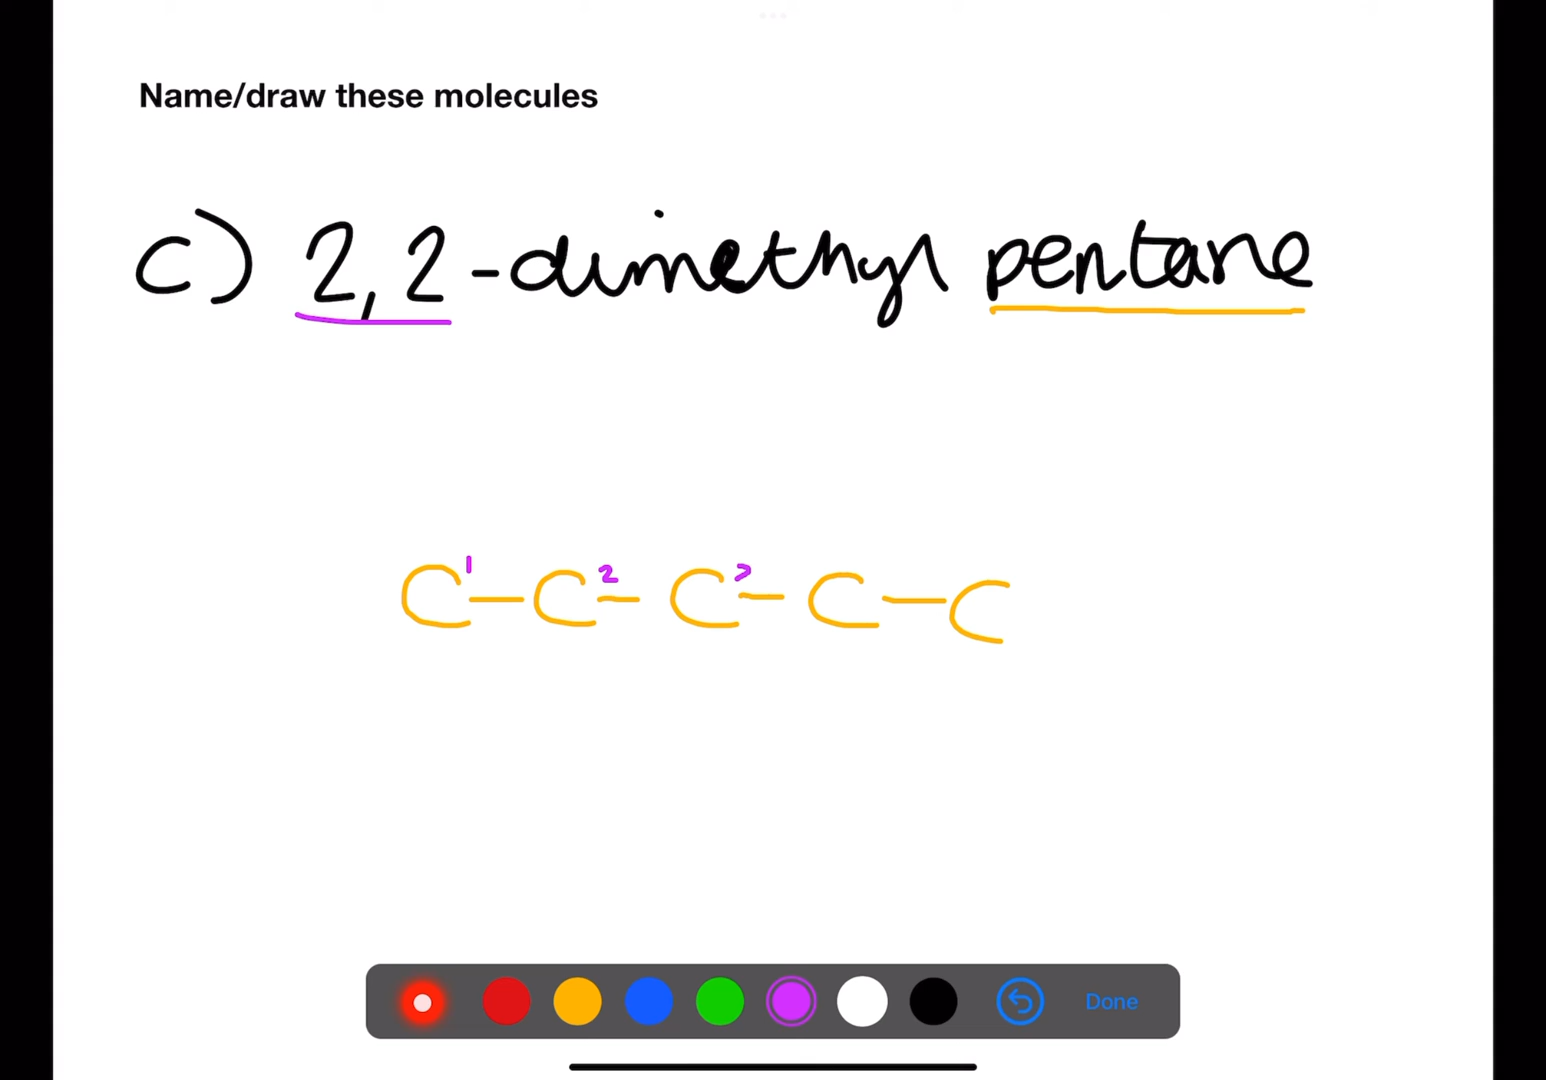 Name/draw these molecules
c) 2,2-dimethyl pentane
C¹-C²-C³-C-C
Done